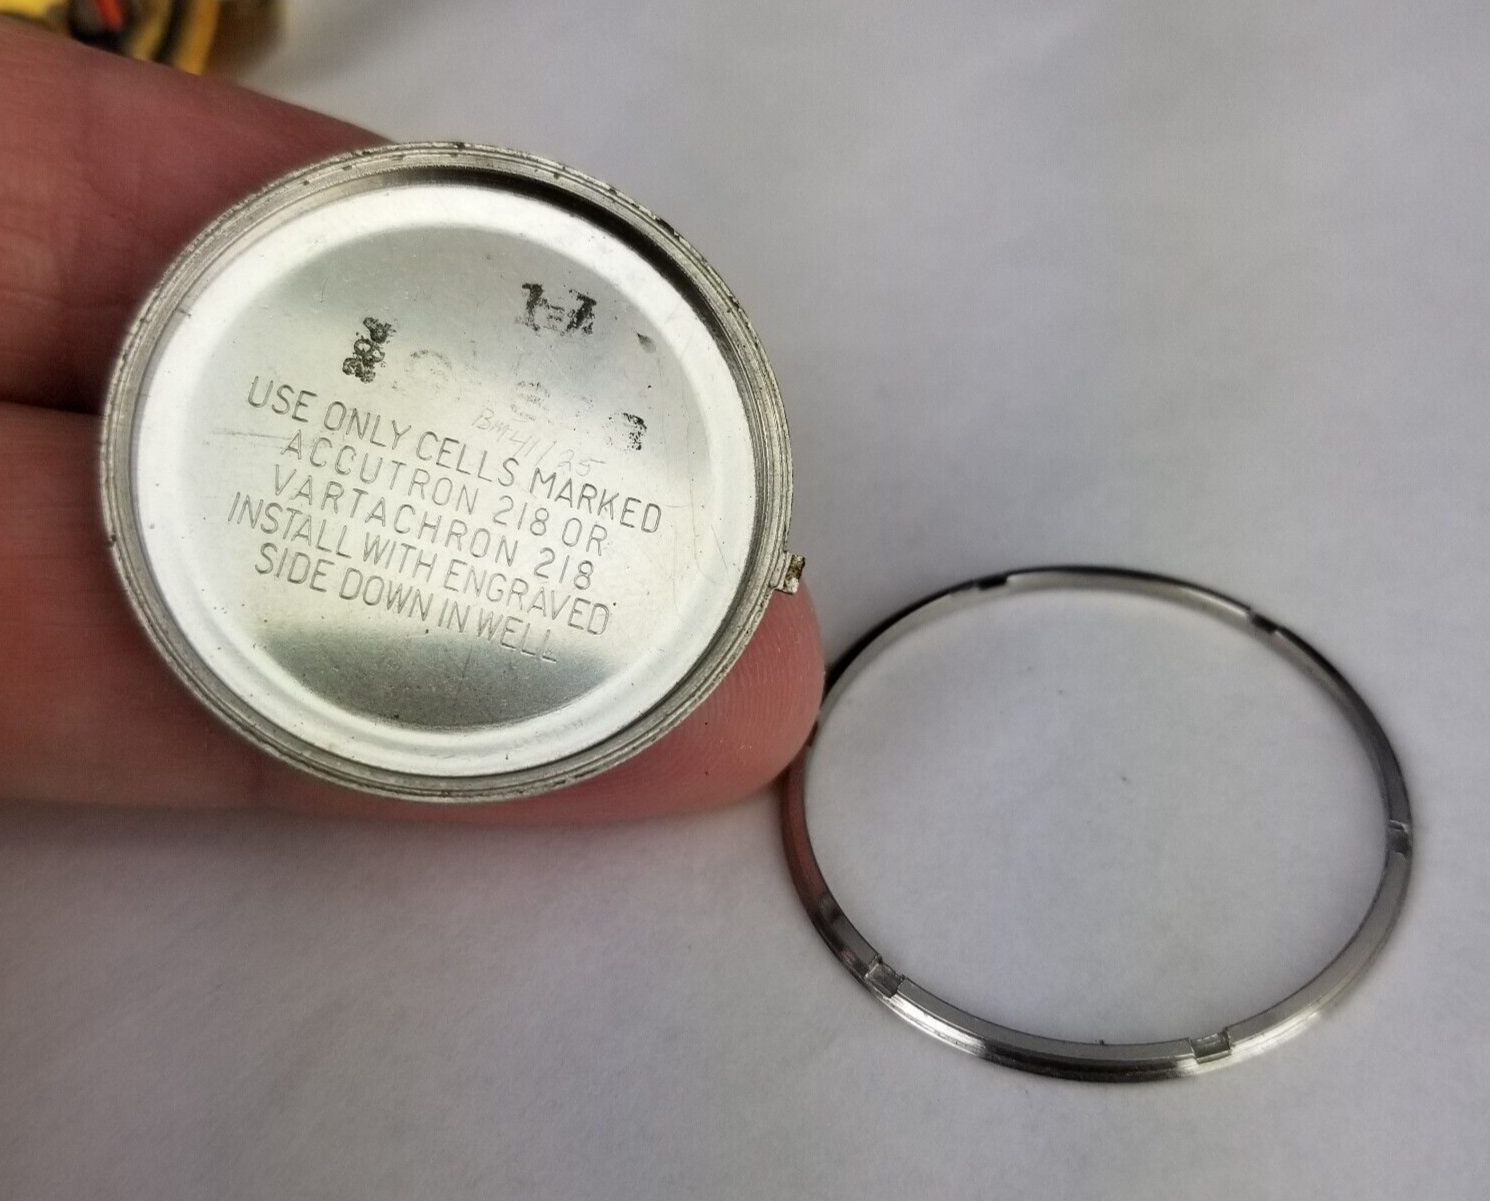 USE ONLY CELLS MARKED
ACCUTRON 218 OR
VARTACHRON 218
INSTALL WITH ENGRAVED
SIDE DOWN IN WELL